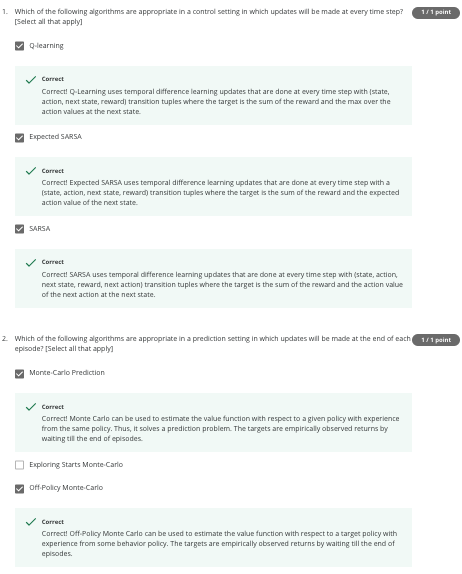 1. Which of the following algorithms are appropriate in a control setting in which updates will be made at every time step?
[Select all that apply]
1 / 1 point
Q-learning
Correct
Correct! Q-Learning uses temporal difference learning updates that are done at every time step with (state,
action, next state, reward) transition tuples where the target is the sum of the reward and the max over the
action values at the next state.
Expected SARSA
Correct
Correct! Expected SARSA uses temporal difference learning updates that are done at every time step with a
(state, action, next state, reward) transition tuples where the target is the sum of the reward and the expected
action value of the next state.
SARSA
Correct
Correct! SARSA uses temporal difference learning updates that are done at every time step with (state, action,
next state, reward, next action) transition tuples where the target is the sum of the reward and the action value
of the next action at the next state.
2. Which of the following algorithms are appropriate in a prediction setting in which updates will be made at the end of each
episode? [Select all that apply]
1 / 1 point
Monte-Carlo Prediction
Correct
Correct! Monte Carlo can be used to estimate the value function with respect to a given policy with experience
from the same policy. Thus, it solves a prediction problem. The targets are empirically observed returns by
waiting till the end of episodes.
Exploring Starts Monte-Carlo
Off-Policy Monte-Carlo
Correct
Correct! Off-Policy Monte Carlo can be used to estimate the value function with respect to a target policy with
experience from some behavior policy. The targets are empirically observed returns by waiting till the end of
episodes.